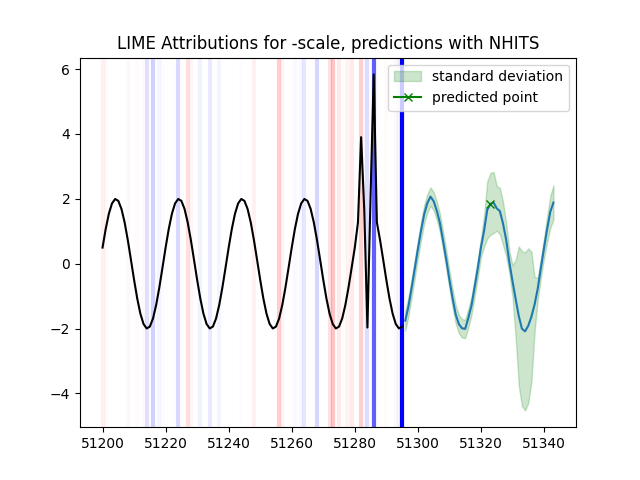 LIME Attributions for -scale, predictions with NHITS
standard deviation
predicted point
6
4
2
0
−2
−4
51200 51220 51240 51260 51280 51300 51320 51340